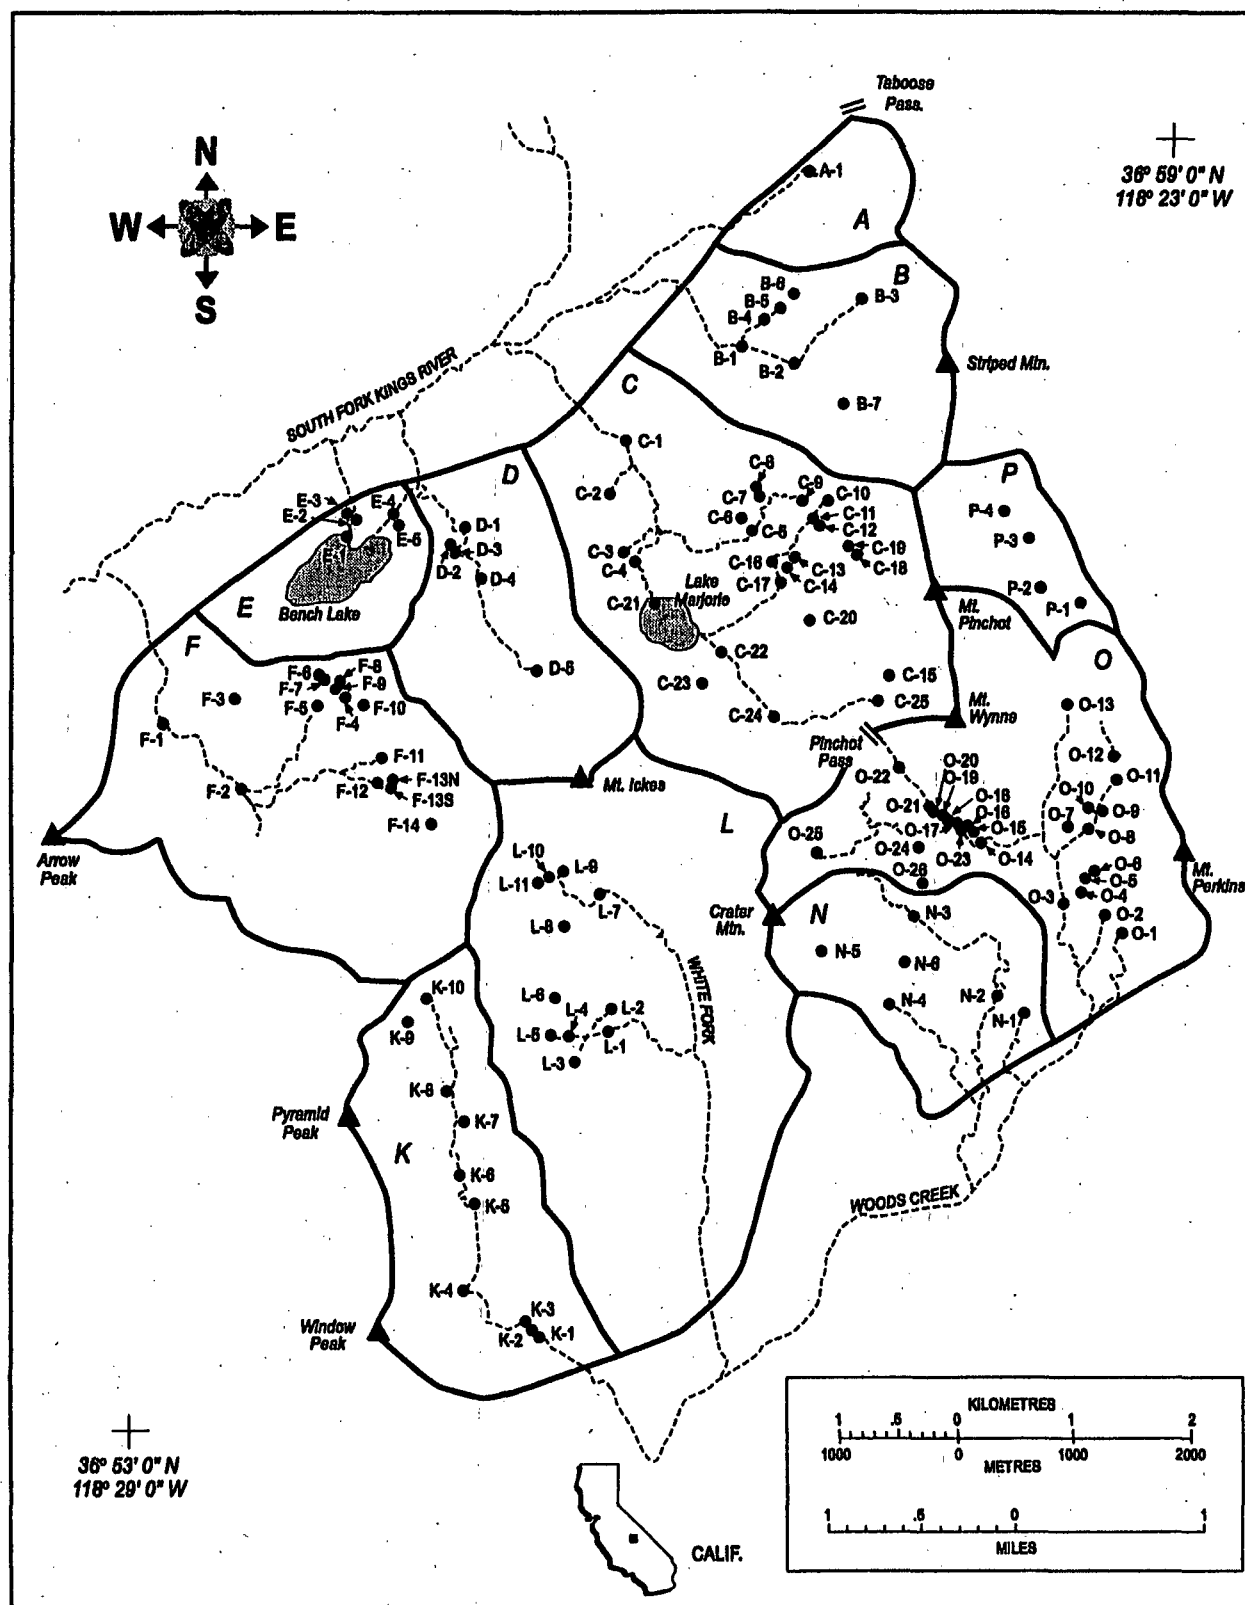 Taboose
Pass.
N
W E
S
36° 59' 0" N
118° 23' 0" W
A-1
A
B
B-6
B-5
B-4
B-3
B-1
B-2
B-7
Striped Mtn.
SOUTH FORK KINGS RIVER
C
C-1
C-2
C-8
C-7
C-9
C-10
C-11
C-12
C-6
C-5
C-3
C-4
C-16
C-13
C-14
C-17
C-19
C-18
C-21
Lake
Marjorie
C-20
C-22
C-23
C-15
C-25
C-24
P
P-4
P-3
P-2
P-1
Mt.
Pinchot
D
D-1
D-3
D-2
D-4
D-5
E-3
E-2
E-4
E-5
E-1
E
Bench Lake
F
F-6
F-7
F-8
F-9
F-3
F-5
F-4
F-10
F-1
F-11
F-2
F-12
F-13N
F-13S
F-14
Arrow
Peak
Mt. Ickes
Mt.
Wynne
Pinchot
Pass
O
O-13
O-12
O-11
O-10
O-9
O-7
O-8
O-20
O-19
O-22
O-18
O-21
O-16
O-17
O-15
O-25
O-24
O-23
O-14
O-26
O-6
O-5
O-4
O-3
O-2
O-1
Mt.
Perkins
L
L-10
L-9
L-11
L-7
L-8
L-6
L-4
L-2
L-5
L-1
L-3
WHITE FORK
Crater
Mtn.
N
N-3
N-5
N-6
N-4
N-2
N-1
K-10
K-9
K-8
K-7
K
K-6
K-5
K-4
K-3
K-2
K-1
Pyramid
Peak
Window
Peak
WOODS CREEK
36° 53' 0" N
118° 29' 0" W
CALIF.
KILOMETRES
1 .5 0 1 2
1000 0 1000 2000
METRES
1 .5 0 1
MILES